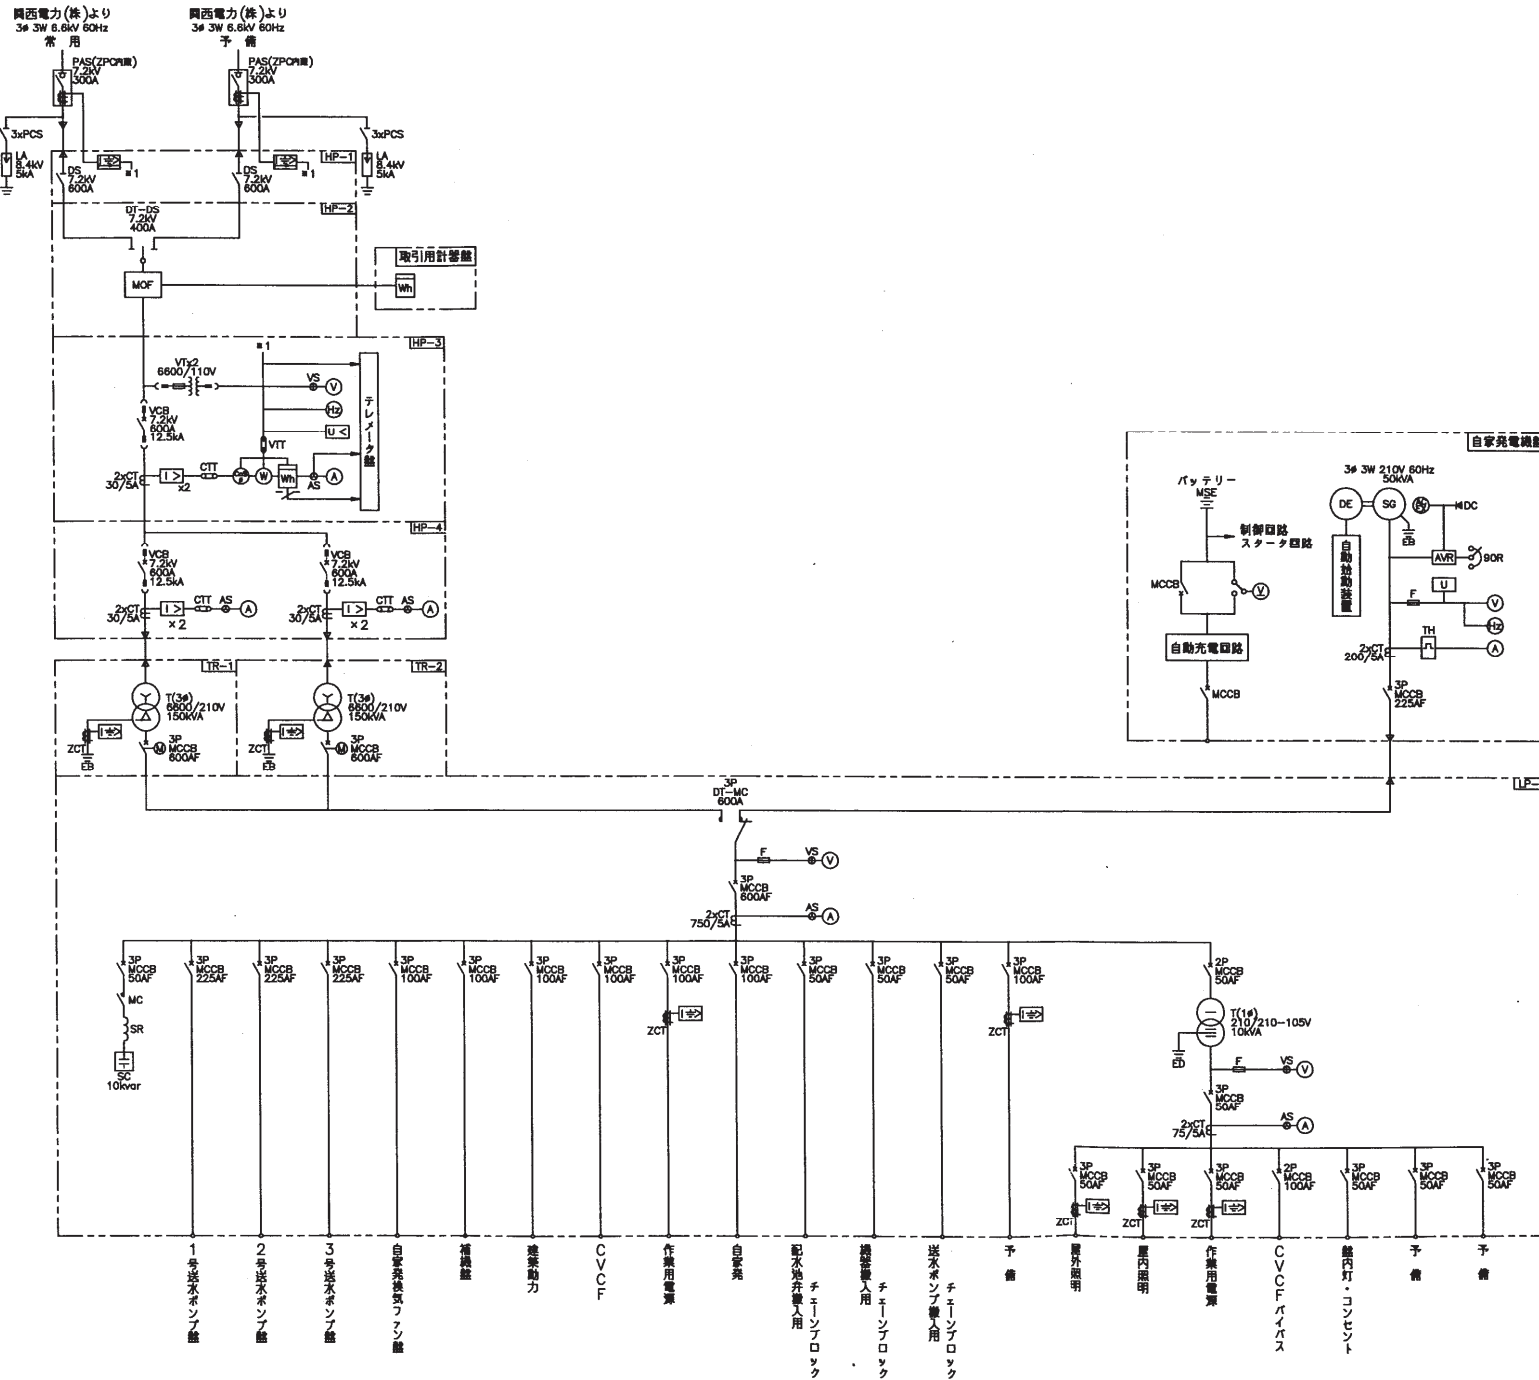 関西電力(株)より
3φ 3W 6.6kV 60Hz
常 用
関西電力(株)より
3φ 3W 6.6kV 60Hz
予 備
PAS(ZPC内蔵)
7.2kV
300A
PAS(ZPC内蔵)
7.2kV
300A
3xPCS
LA
8.4kV
5kA
3xPCS
LA
8.4kV
5kA
HP-1
DS
7.2kV
600A
※1
DS
7.2kV
600A
※1
HP-2
DT-DS
7.2kV
400A
MOF
取引用計器盤
Wh
HP-3
※1
VTx2
6600/110V
VS
V
Hz
U <
テレメータ盤
VCB
7.2kV
600A
12.5kA
VTT
2xCT
30/5A
I >
x2
CTT
W
Wh
AS
A
HP-4
VCB
7.2kV
600A
12.5kA
VCB
7.2kV
600A
12.5kA
2xCT
30/5A
I >
x 2
CTT
AS
A
2xCT
30/5A
I >
x 2
CTT
AS
A
TR-1
TR-2
T(3φ)
6600/210V
150kVA
T(3φ)
6600/210V
150kVA
ZCT
I
EB
3P
MCCB
600AF
M
ZCT
I
EB
3P
MCCB
600AF
M
自家発電機盤
バッテリー
MSE
制御回路
スタータ回路
MCCB
V
自動充電回路
MCCB
3φ 3W 210V 60Hz
50kVA
DE
SG
DC
EB
自動始動装置
AVR
90R
U
F
V
Hz
TH
2xCT
200/5A
A
3P
MCCB
225AF
LP-
3P
DT-MC
600A
F
VS
V
3P
MCCB
600AF
2xCT
750/5A
AS
A
3P
MCCB
50AF
3P
MCCB
225AF
3P
MCCB
225AF
3P
MCCB
225AF
3P
MCCB
100AF
3P
MCCB
100AF
3P
MCCB
100AF
3P
MCCB
100AF
3P
MCCB
100AF
3P
MCCB
100AF
3P
MCCB
50AF
3P
MCCB
50AF
3P
MCCB
50AF
3P
MCCB
100AF
2P
MCCB
50AF
MC
SR
SC
10kvar
ZCT
I
ZCT
I
T(1φ)
210/210-105V
10kVA
ED
F
VS
V
3P
MCCB
50AF
2xCT
75/5A
AS
A
3P
MCCB
50AF
3P
MCCB
50AF
3P
MCCB
50AF
2P
MCCB
100AF
3P
MCCB
50AF
3P
MCCB
50AF
3P
MCCB
50AF
ZCT
I
ZCT
I
ZCT
I
1号送水ポンプ盤
2号送水ポンプ盤
3号送水ポンプ盤
自家発換気ファン盤
補機盤
建築動力
CVCF
作業用電源
自家発
配水池弁搬入用
チェーンブロック
機器搬入用
チェーンブロック
送水ポンプ搬入用
チェーンブロック
予 備
屋外照明
屋内照明
作業用電源
CVCFバイパス
盤内灯・コンセント
予 備
予 備